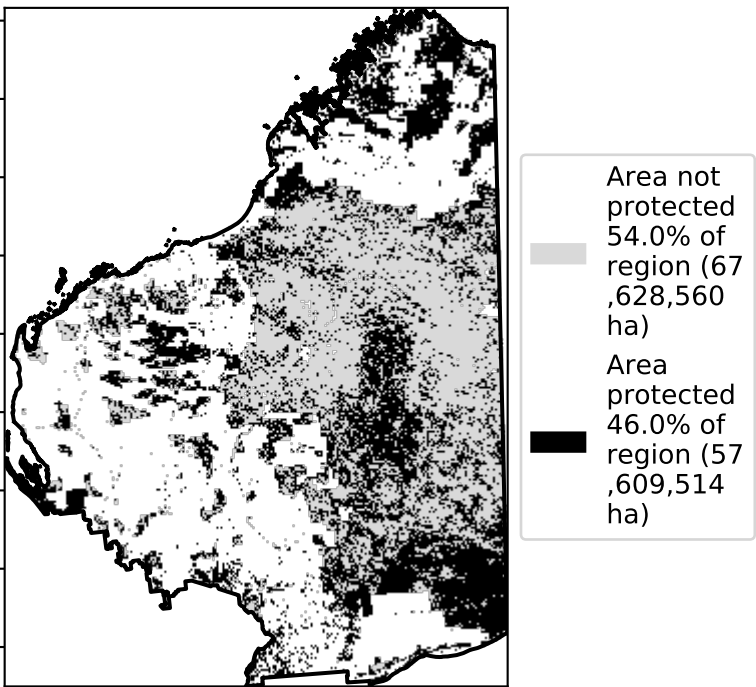 Area not
protected
54.0% of
region (67
,628,560
ha)
Area
protected
46.0% of
region (57
,609,514
ha)